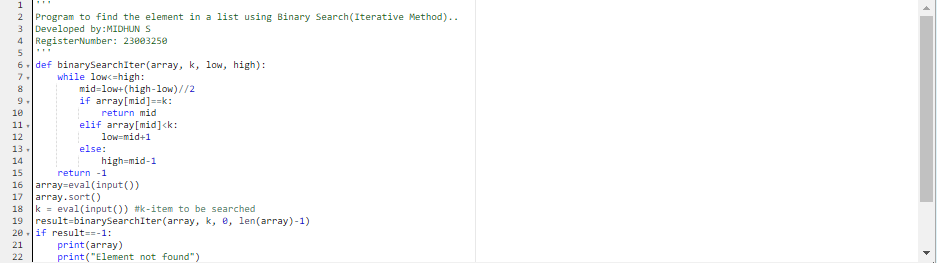 1 '''
2 Program to find the element in a list using Binary Search(Iterative Method)..
3 Developed by:MIDHUN S
4 RegisterNumber: 23003250
5 '''
6 def binarySearchIter(array, k, low, high):
7     while low<=high:
8         mid=low+(high-low)//2
9         if array[mid]==k:
10             return mid
11         elif array[mid]<k:
12             low=mid+1
13         else:
14             high=mid-1
15     return -1
16 array=eval(input())
17 array.sort()
18 k = eval(input()) #k-item to be searched
19 result=binarySearchIter(array, k, 0, len(array)-1)
20 if result==-1:
21     print(array)
22     print("Element not found")